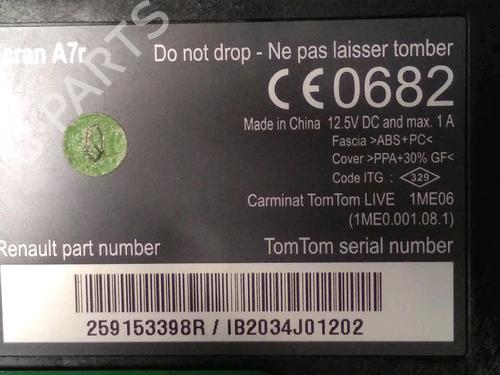 Ecran A7r
Do not drop - Ne pas laisser tomber
CE0682
Made in China 12.5V DC and max. 1 A
Fascia >ABS+PC<
Cover >PPA+30% GF<
Code ITG : 329
Carminat TomTom LIVE 1ME06
(1ME0.001.08.1)
Renault part number
TomTom serial number
259153398R / IB2034J01202